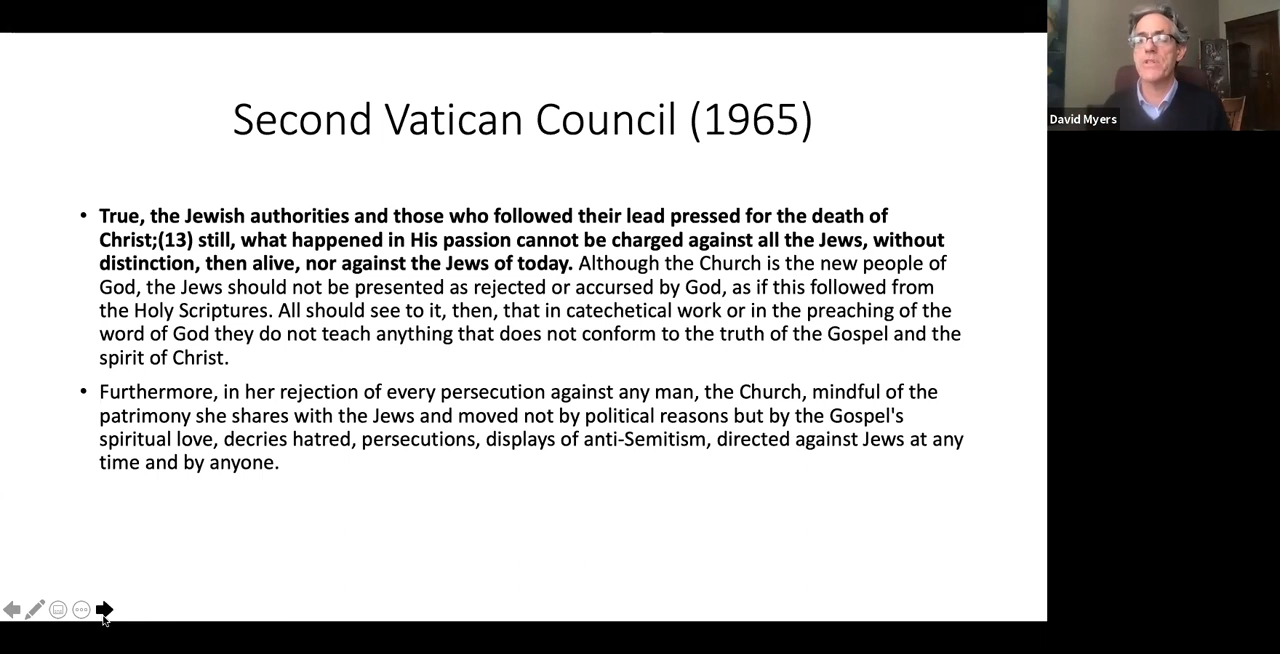 Second Vatican Council (1965)
• True, the Jewish authorities and those who followed their lead pressed for the death of
Christ;(13) still, what happened in His passion cannot be charged against all the Jews, without
distinction, then alive, nor against the Jews of today. Although the Church is the new people of
God, the Jews should not be presented as rejected or accursed by God, as if this followed from
the Holy Scriptures. All should see to it, then, that in catechetical work or in the preaching of the
word of God they do not teach anything that does not conform to the truth of the Gospel and the
spirit of Christ.
• Furthermore, in her rejection of every persecution against any man, the Church, mindful of the
patrimony she shares with the Jews and moved not by political reasons but by the Gospel's
spiritual love, decries hatred, persecutions, displays of anti-Semitism, directed against Jews at any
time and by anyone.
David Myers